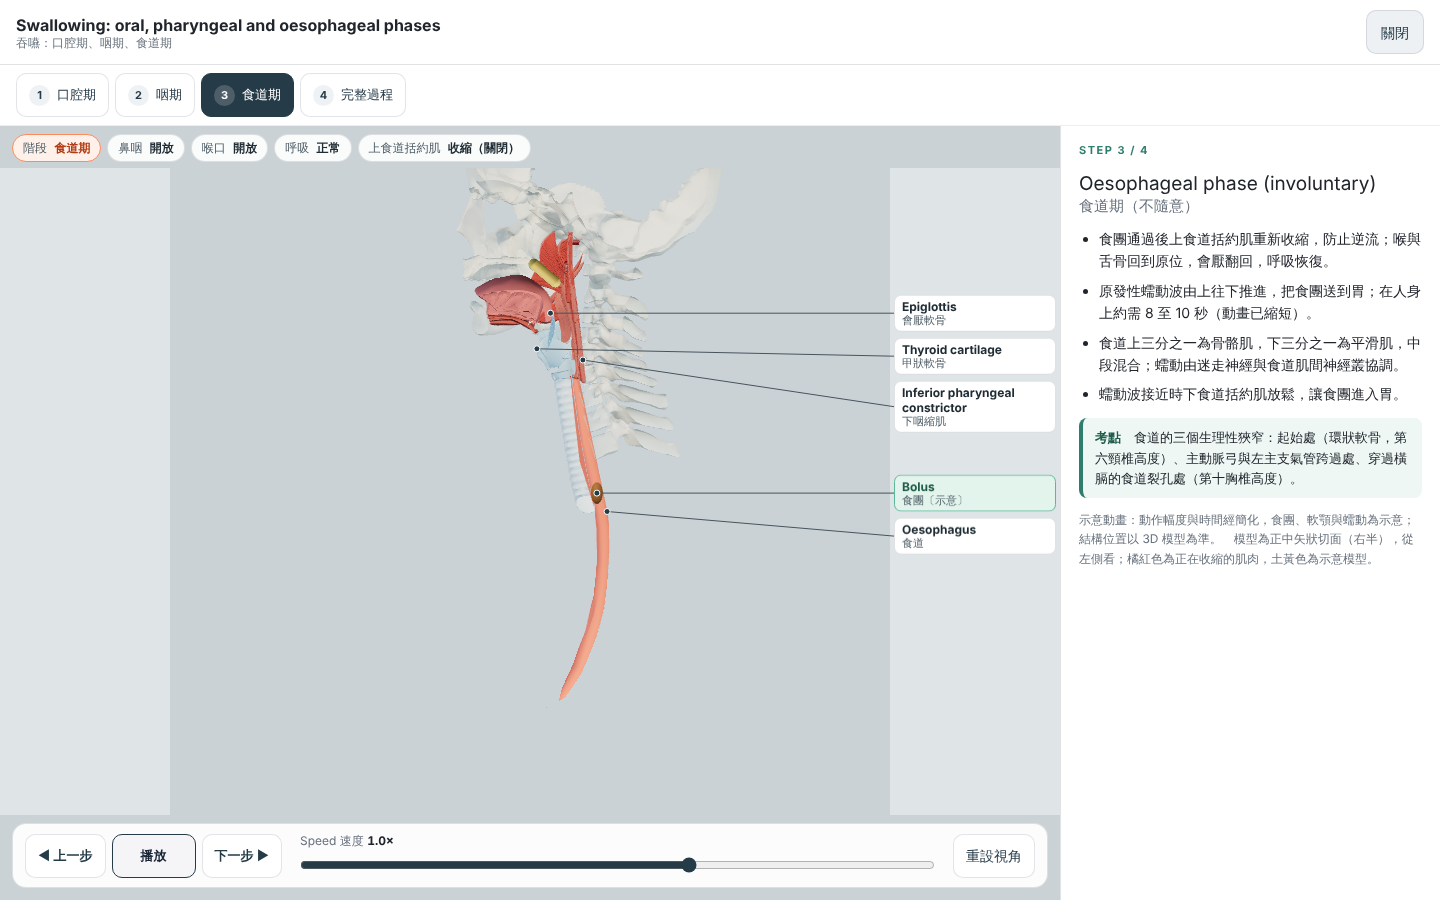 Swallowing: oral, pharyngeal and oesophageal phases
吞嚥：口腔期、咽期、食道期
關閉
1 口腔期
2 咽期
3 食道期
4 完整過程
階段 食道期
鼻咽 開放
喉口 開放
呼吸 正常
上食道括約肌 收縮（關閉）
Epiglottis
會厭軟骨
Thyroid cartilage
甲狀軟骨
Inferior pharyngeal
constrictor
下咽縮肌
Bolus
食團〔示意〕
Oesophagus
食道
◀ 上一步
播放
下一步 ▶
Speed 速度 1.0×
重設視角
STEP 3 / 4
Oesophageal phase (involuntary)
食道期（不隨意）
食團通過後上食道括約肌重新收縮，防止逆流；喉與
舌骨回到原位，會厭翻回，呼吸恢復。
原發性蠕動波由上往下推進，把食團送到胃；在人身
上約需 8 至 10 秒（動畫已縮短）。
食道上三分之一為骨骼肌，下三分之一為平滑肌，中
段混合；蠕動由迷走神經與食道肌間神經叢協調。
蠕動波接近時下食道括約肌放鬆，讓食團進入胃。
考點 食道的三個生理性狹窄：起始處（環狀軟骨，第
六頸椎高度）、主動脈弓與左主支氣管跨過處、穿過橫
膈的食道裂孔處（第十胸椎高度）。
示意動畫：動作幅度與時間經簡化，食團、軟顎與蠕動為示意；
結構位置以 3D 模型為準。 模型為正中矢狀切面（右半），從
左側看；橘紅色為正在收縮的肌肉，土黃色為示意模型。